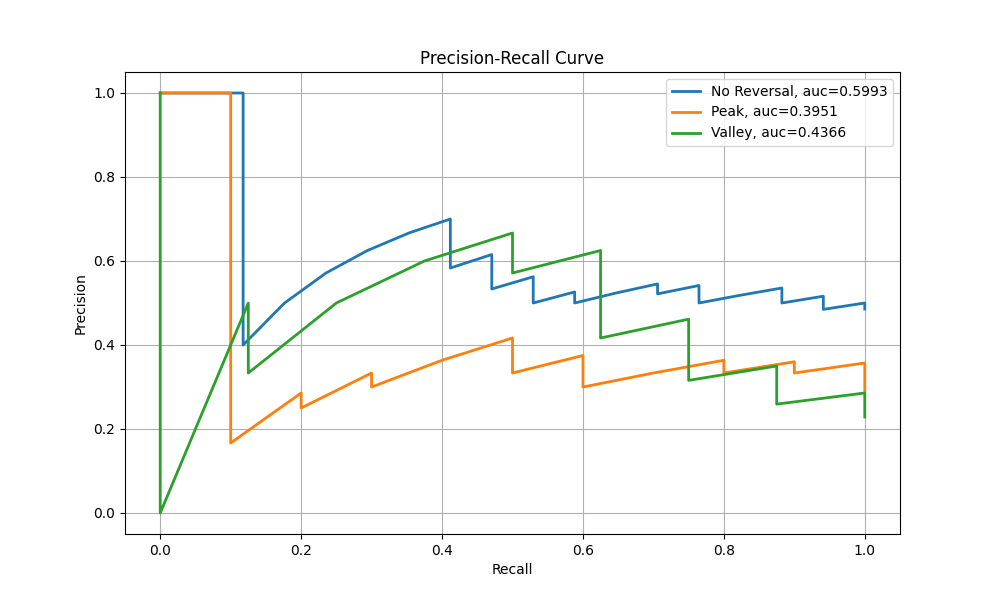 Precision-Recall Curve
No Reversal, auc=0.5993
Peak, auc=0.3951
Valley, auc=0.4366
Precision
1.0
0.8
0.6
0.4
0.2
0.0
0.0 0.2 0.4 0.6 0.8 1.0
Recall